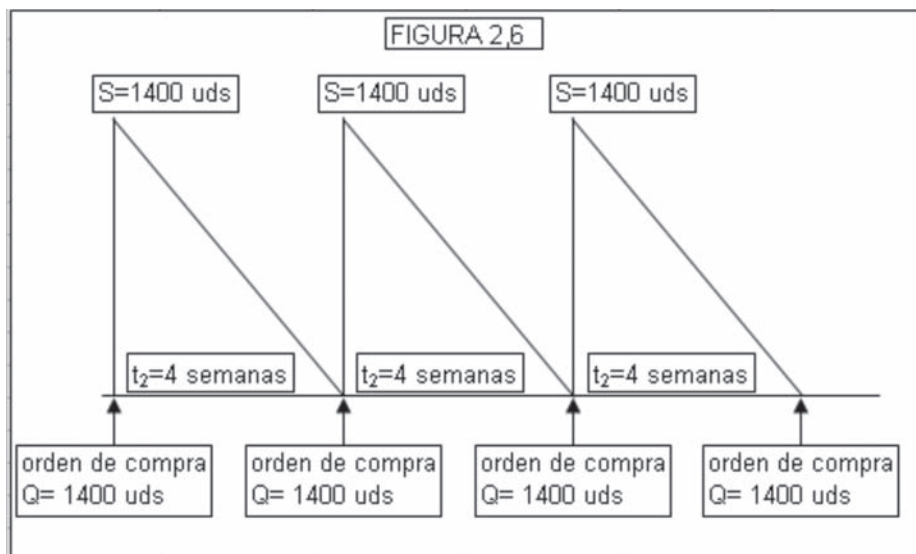 FIGURA 2,6
S=1400 uds
S=1400 uds
S=1400 uds
t₂=4 semanas
t₂=4 semanas
t₂=4 semanas
orden de compra
Q= 1400 uds
orden de compra
Q= 1400 uds
orden de compra
Q= 1400 uds
orden de compra
Q= 1400 uds